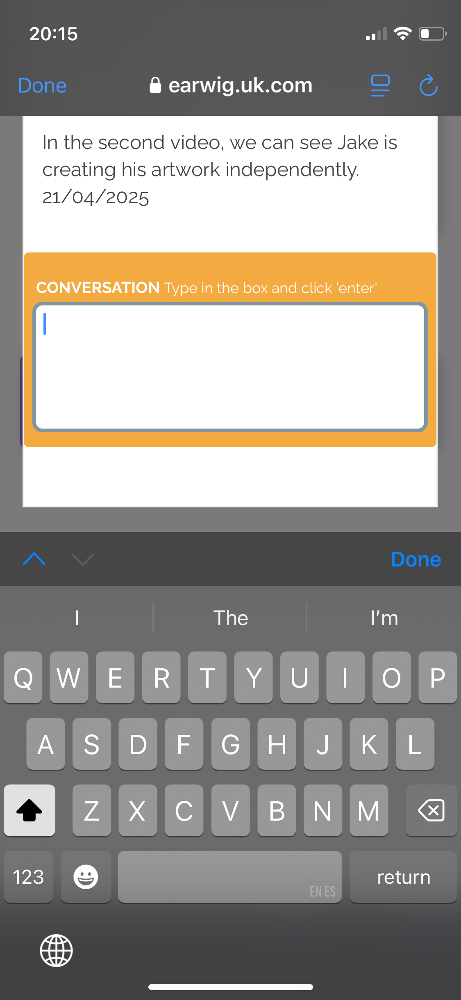 20:15
Done
earwig.uk.com
In the second video, we can see Jake is
creating his artwork independently.
21/04/2025
CONVERSATION Type in the box and click 'enter'
Done
I The I'm
Q W E R T Y U I O P
A S D F G H J K L
Z X C V B N M
123 EN ES return